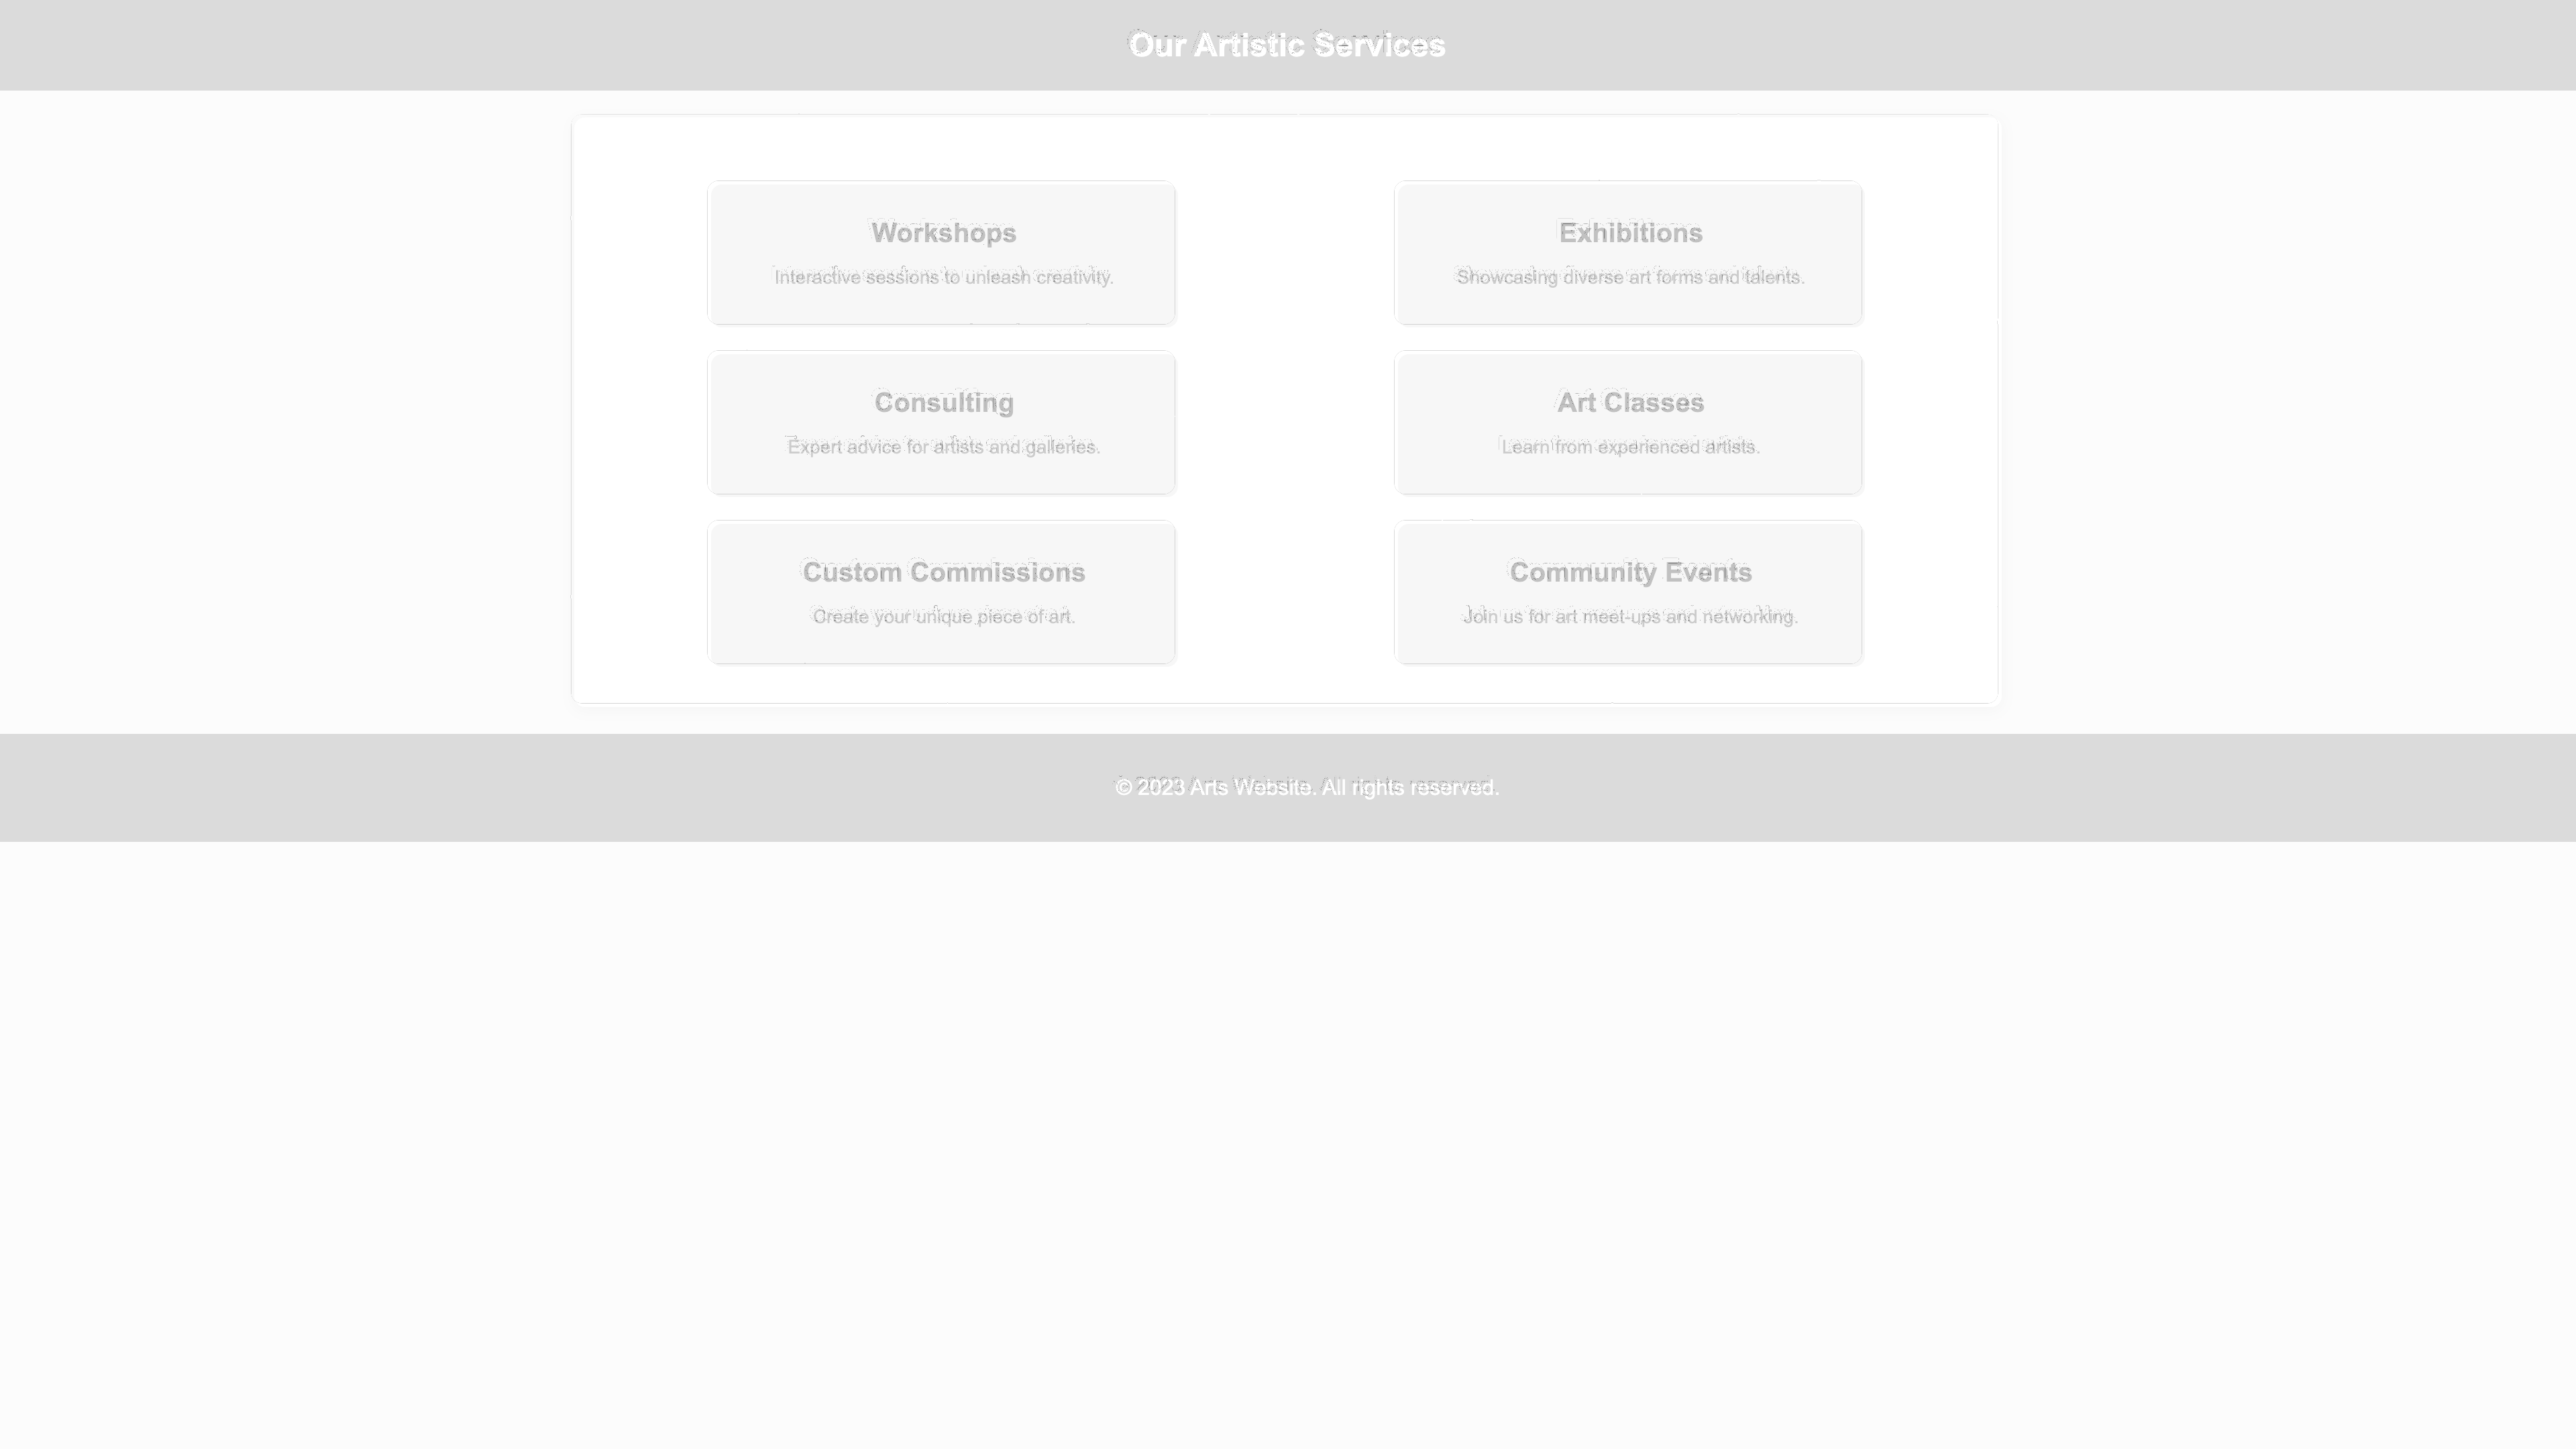 Our Artistic Services
Workshops
Interactive sessions to unleash creativity.
Exhibitions
Showcasing diverse art forms and talents.
Consulting
Expert advice for artists and galleries.
Art Classes
Learn from experienced artists.
Custom Commissions
Create your unique piece of art.
Community Events
Join us for art meet-ups and networking.
© 2023 Arts Website. All rights reserved.